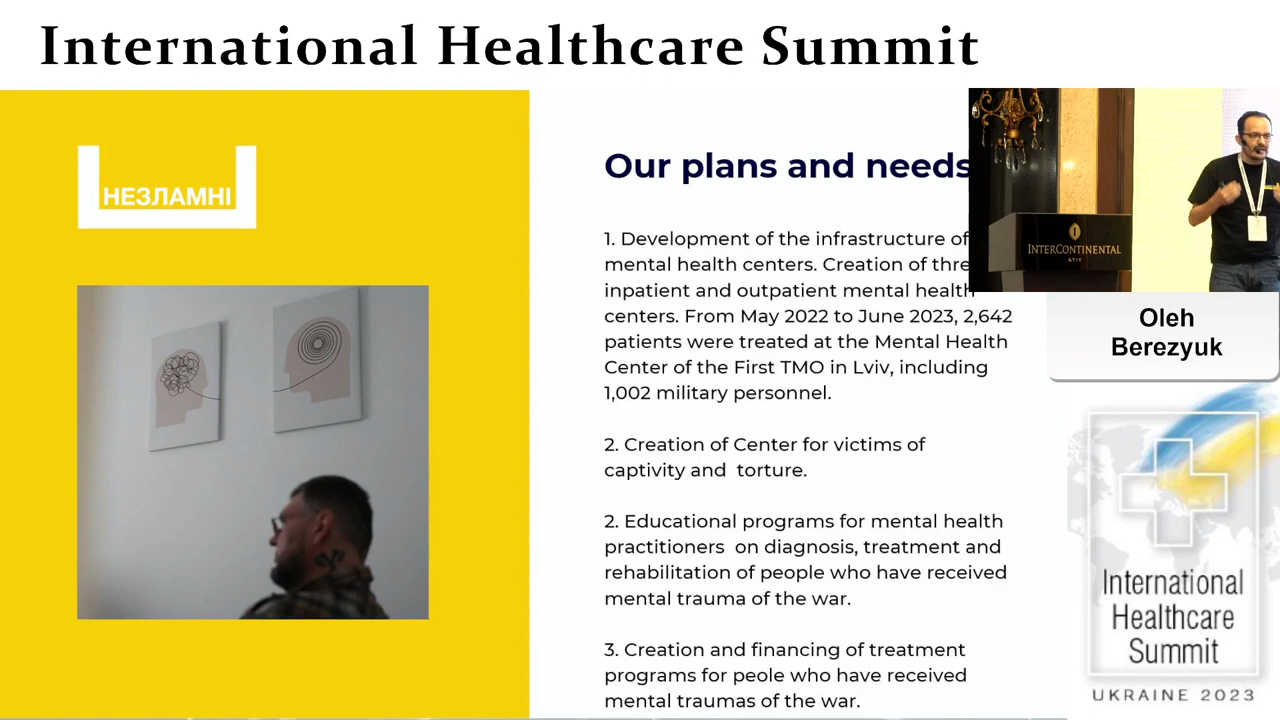 International Healthcare Summit
НЕЗЛАМНІ
Our plans and needs
1. Development of the infrastructure of
mental health centers. Creation of thre
inpatient and outpatient mental health
centers. From May 2022 to June 2023, 2,642
patients were treated at the Mental Health
Center of the First TMO in Lviv, including
1,002 military personnel.
2. Creation of Center for victims of
captivity and  torture.
2. Educational programs for mental health
practitioners  on diagnosis, treatment and
rehabilitation of people who have received
mental trauma of the war.
3. Creation and financing of treatment
programs for peole who have received
mental traumas of the war.
INTERCONTINENTAL
KYIV
Oleh
Berezyuk
International
Healthcare
Summit
UKRAINE 2023